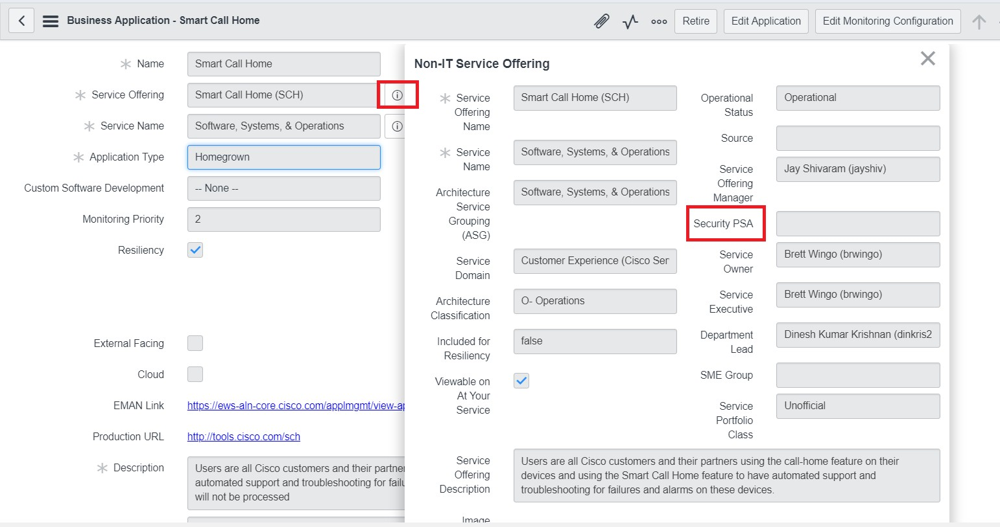 Business Application - Smart Call Home
Retire
Edit Application
Edit Monitoring Configuration
Name
Smart Call Home
Service Offering
Smart Call Home (SCH)
Service Name
Software, Systems, & Operations
Application Type
Homegrown
Custom Software Development
-- None --
Monitoring Priority
2
Resiliency
External Facing
Cloud
EMAN Link
https://ews-aln-core.cisco.com/applmgmt/view-ap
Production URL
http://tools.cisco.com/sch
Description
Users are all Cisco customers and their partner
automated support and troubleshooting for failu
will not be processed
Non-IT Service Offering
Service
Offering
Name
Smart Call Home (SCH)
Service
Name
Software, Systems, & Operations
Architecture
Service
Grouping
(ASG)
Software, Systems, & Operations
Service
Domain
Customer Experience (Cisco Ser
Architecture
Classification
O- Operations
Included for
Resiliency
false
Viewable on
At Your
Service
Operational
Status
Operational
Source
Service
Offering
Manager
Jay Shivaram (jayshiv)
Security PSA
Service
Owner
Brett Wingo (brwingo)
Service
Executive
Brett Wingo (brwingo)
Department
Lead
Dinesh Kumar Krishnan (dinkris2
SME Group
Service
Portfolio
Class
Unofficial
Service
Offering
Description
Users are all Cisco customers and their partners using the call-home feature on their
devices and using the Smart Call Home feature to have automated support and
troubleshooting for failures and alarms on these devices.
Image